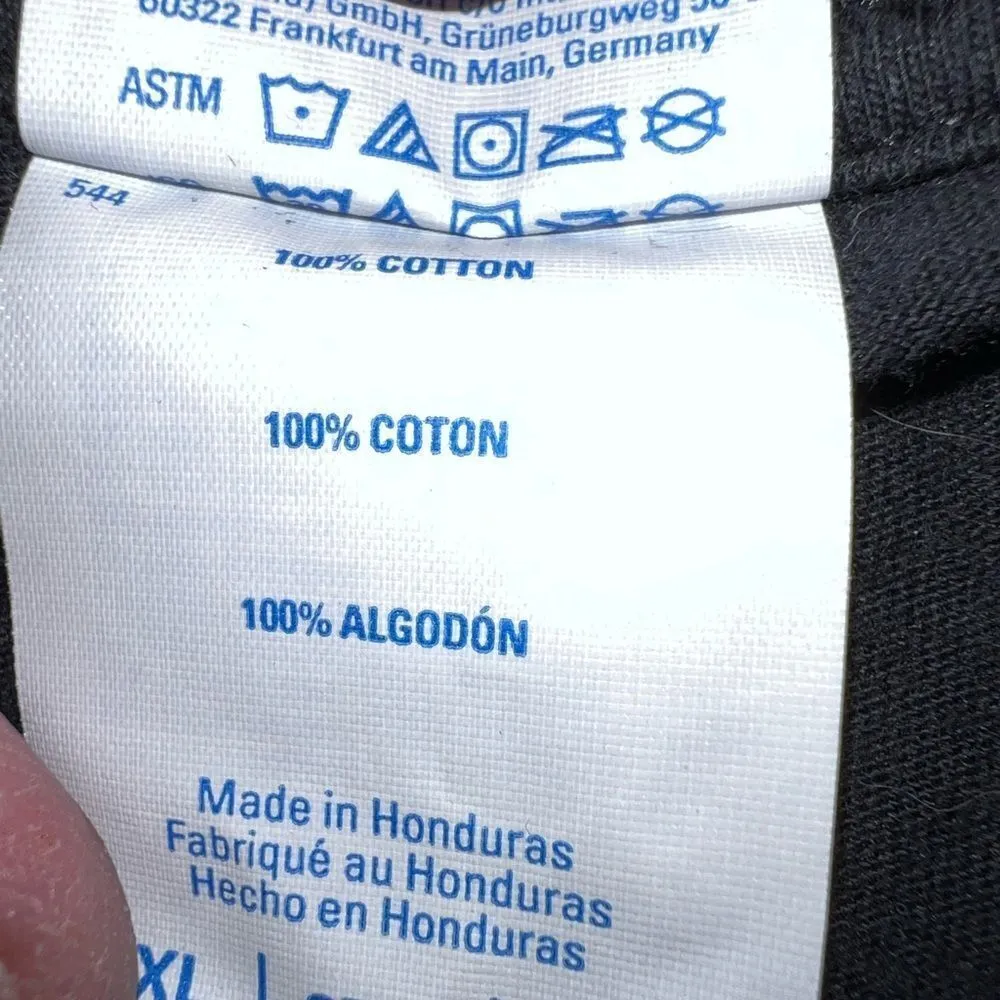 GmbH, Grüneburgweg
60322 Frankfurt am Main, Germany
ASTM
544
100% COTTON
100% COTON
100% ALGODÓN
Made in Honduras
Fabriqué au Honduras
Hecho en Honduras
XL